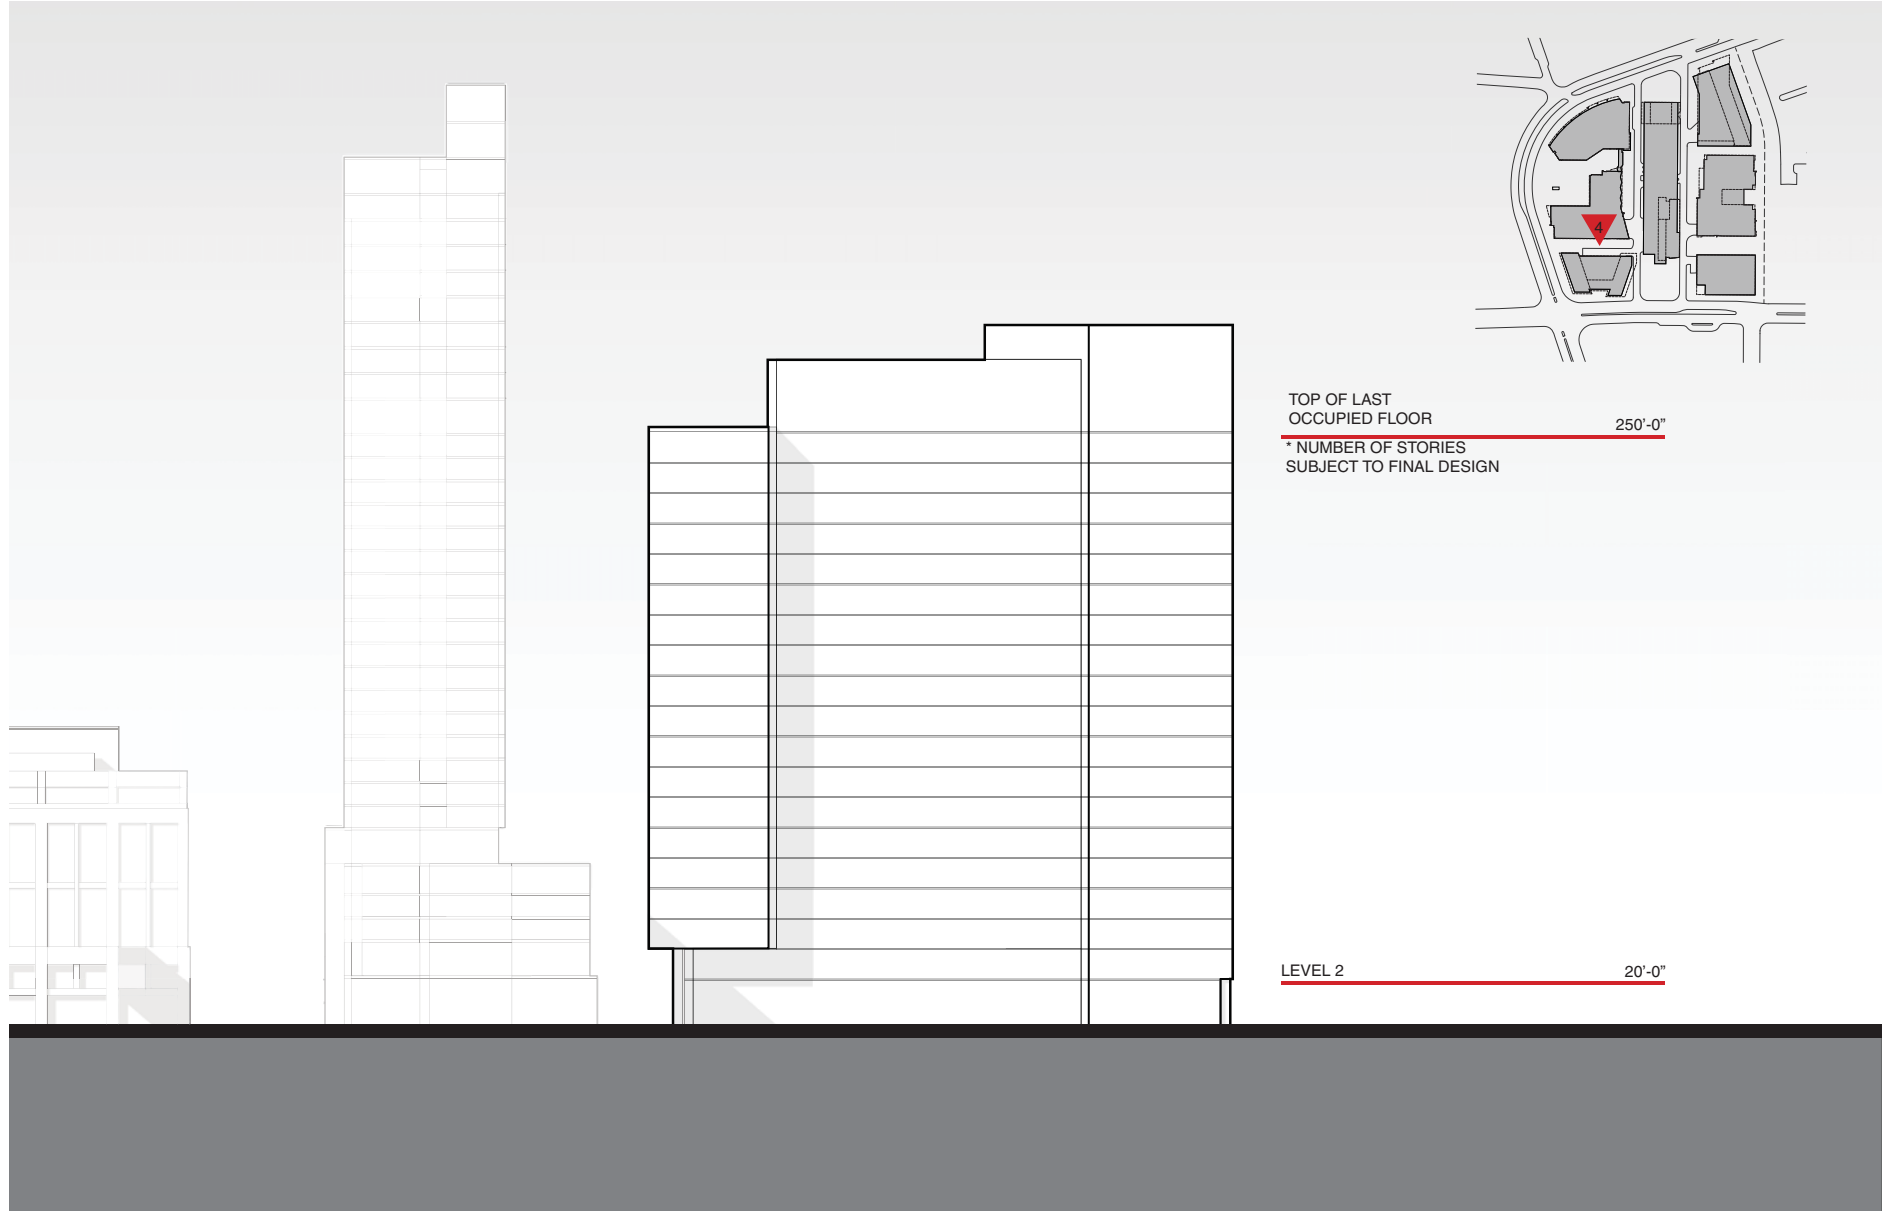 4
TOP OF LAST
OCCUPIED FLOOR 250'-0”
* NUMBER OF STORIES
SUBJECT TO FINAL DESIGN
LEVEL 2 20'-0”